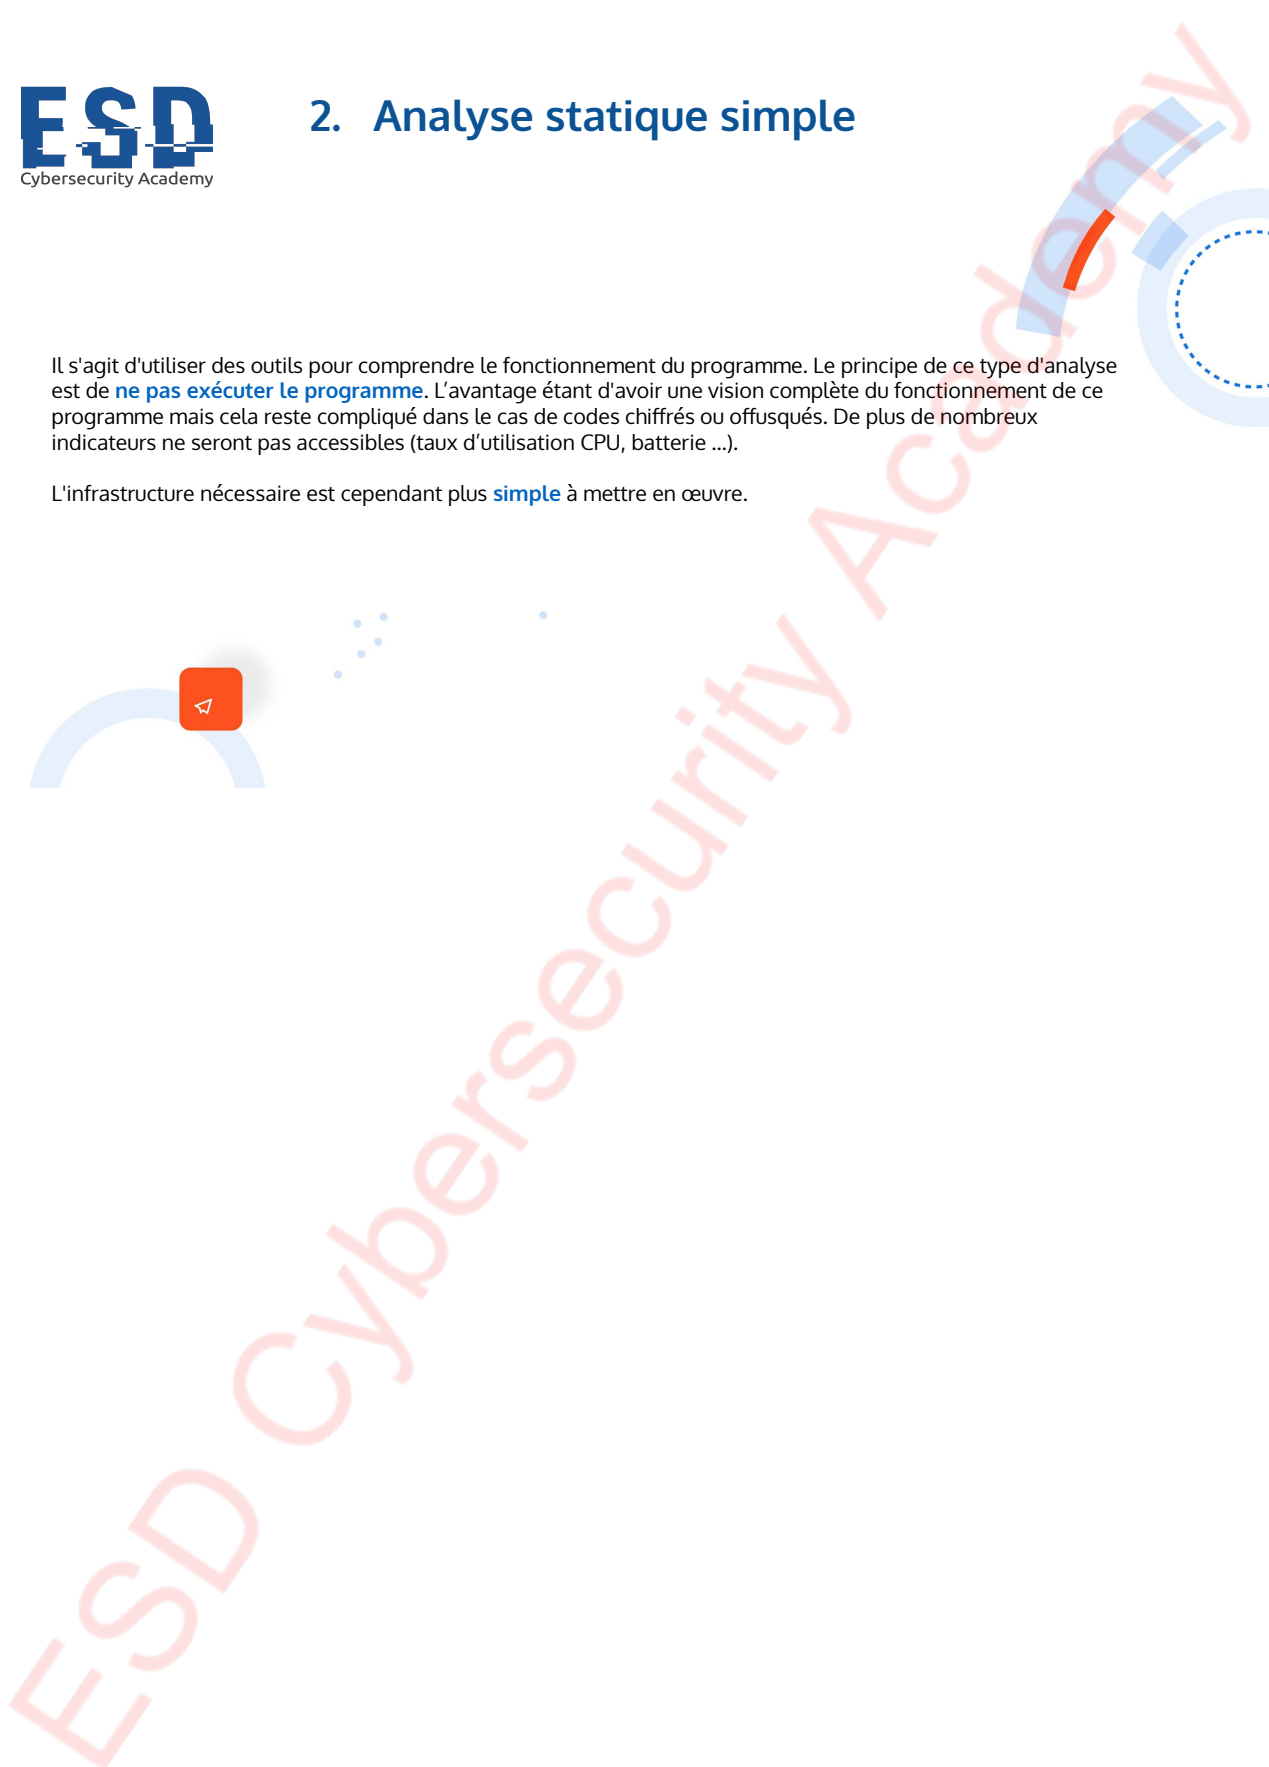 ESD
Cybersecurity Academy
2. Analyse statique simple
Il s'agit d'utiliser des outils pour comprendre le fonctionnement du programme. Le principe de ce type d'analyse
est de ne pas exécuter le programme. L’avantage étant d'avoir une vision complète du fonctionnement de ce
programme mais cela reste compliqué dans le cas de codes chiffrés ou offusqués. De plus de nombreux
indicateurs ne seront pas accessibles (taux d’utilisation CPU, batterie ...).
L'infrastructure nécessaire est cependant plus simple à mettre en œuvre.
ESD Cybersecurity Academy